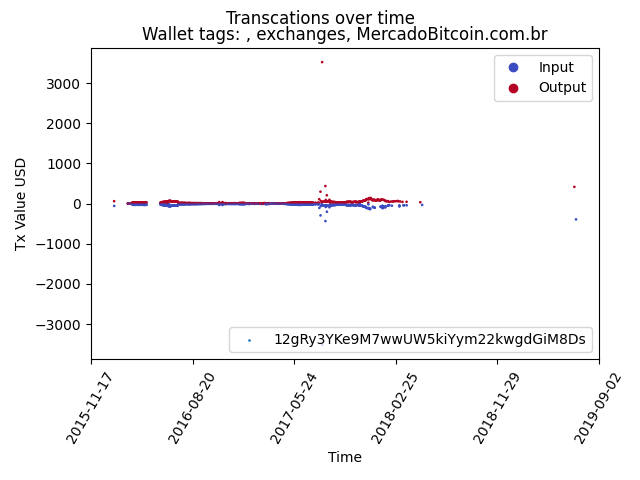 Transcations over time
Wallet tags: , exchanges, MercadoBitcoin.com.br
Tx Value USD
3000
2000
1000
0
−1000
−2000
−3000
Input
Output
12gRy3YKe9M7wwUW5kiYym22kwgdGiM8Ds
2015-11-17
2016-08-20
2017-05-24
2018-02-25
2018-11-29
2019-09-02
Time